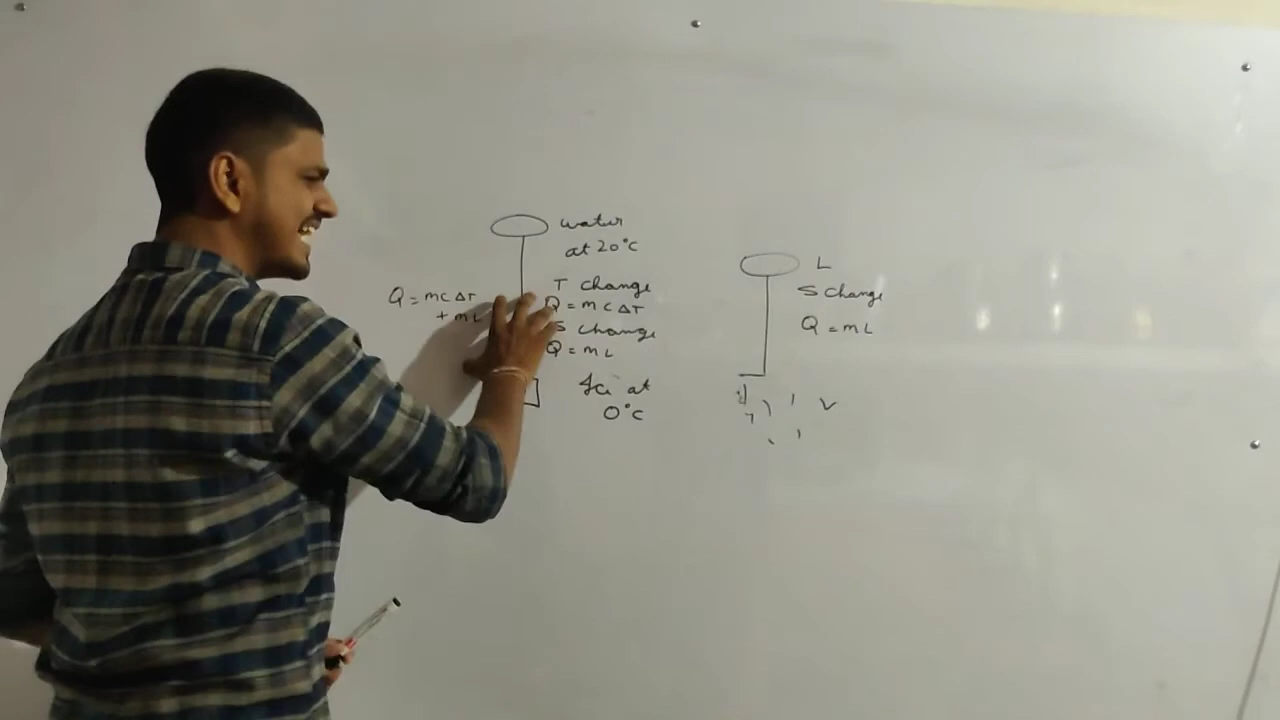 water
at 20°C
T change
Q = mCΔT
S change
Q = mL
Q = mCΔT
+ mL
at
0°C
L
S change
Q = mL
V